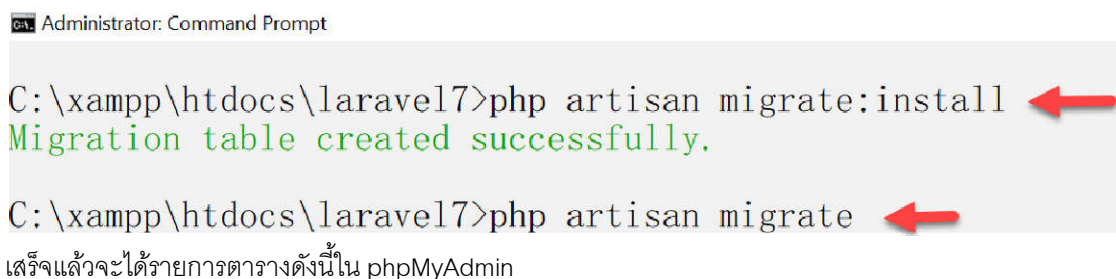 Administrator: Command Prompt
C:\xampp\htdocs\laravel7>php artisan migrate:install
Migration table created successfully.
C:\xampp\htdocs\laravel7>php artisan migrate
เสร็จแล้วจะได้รายการตารางดังนี้ใน phpMyAdmin